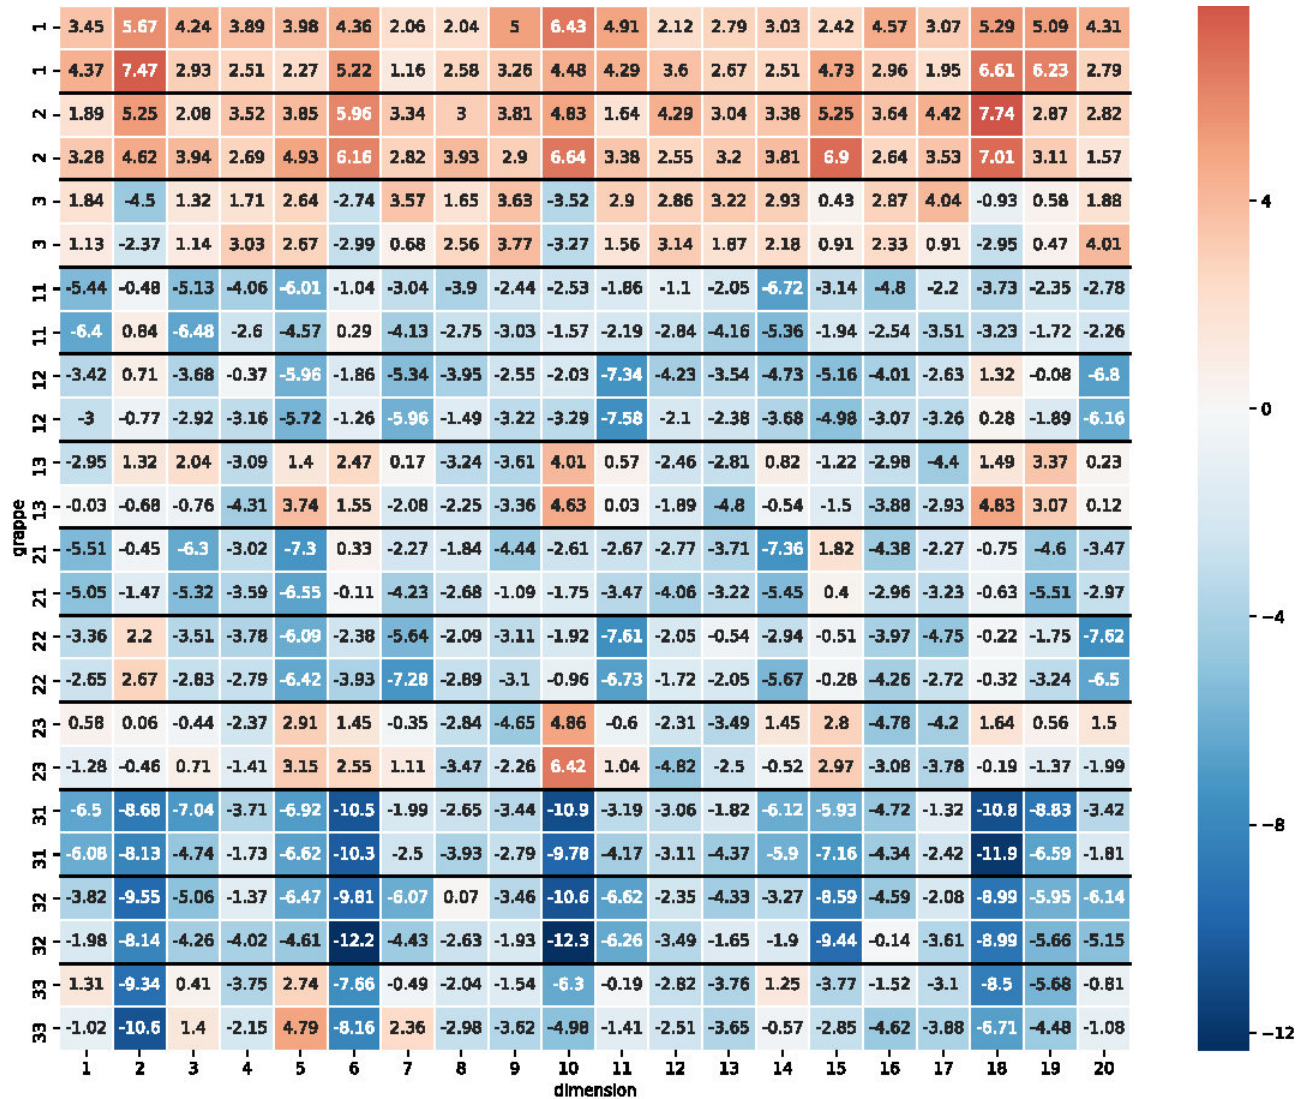 1 3.45 5.67 4.24 3.89 3.98 4.36 2.06 2.04 5 6.43 4.91 2.12 2.79 3.03 2.42 4.57 3.07 5.29 5.09 4.31
1 4.37 7.47 2.93 2.51 2.27 5.22 1.16 2.58 3.26 4.48 4.29 3.6 2.67 2.51 4.73 2.96 1.95 6.61 6.23 2.79
2 1.89 5.25 2.08 3.52 3.85 5.96 3.34 3 3.81 4.83 1.64 4.29 3.04 3.38 5.25 3.64 4.42 7.74 2.87 2.82
2 3.28 4.62 3.94 2.69 4.93 6.16 2.82 3.93 2.9 6.64 3.38 2.55 3.2 3.81 6.9 2.64 3.53 7.01 3.11 1.57
3 1.84 -4.5 1.32 1.71 2.64 -2.74 3.57 1.65 3.63 -3.52 2.9 2.86 3.22 2.93 0.43 2.87 4.04 -0.93 0.58 1.88
3 1.13 -2.37 1.14 3.03 2.67 -2.99 0.68 2.56 3.77 -3.27 1.56 3.14 1.87 2.18 0.91 2.33 0.91 -2.95 0.47 4.01
11 -5.44 -0.48 -5.13 -4.06 -6.01 -1.04 -3.04 -3.9 -2.44 -2.53 -1.86 -1.1 -2.05 -6.72 -3.14 -4.8 -2.2 -3.73 -2.35 -2.78
11 -6.4 0.84 -6.48 -2.6 -4.57 0.29 -4.13 -2.75 -3.03 -1.57 -2.19 -2.84 -4.16 -5.36 -1.94 -2.54 -3.51 -3.23 -1.72 -2.26
12 -3.42 0.71 -3.68 -0.37 -5.96 -1.86 -5.34 -3.95 -2.55 -2.03 -7.34 -4.23 -3.54 -4.73 -5.16 -4.01 -2.63 1.32 -0.08 -6.8
12 -3 -0.77 -2.92 -3.16 -5.72 -1.26 -5.96 -1.49 -3.22 -3.29 -7.58 -2.1 -2.38 -3.68 -4.98 -3.07 -3.26 0.28 -1.89 -6.16
13 -2.95 1.32 2.04 -3.09 1.4 2.47 0.17 -3.24 -3.61 4.01 0.57 -2.46 -2.81 0.82 -1.22 -2.98 -4.4 1.49 3.37 0.23
13 -0.03 -0.68 -0.76 -4.31 3.74 1.55 -2.08 -2.25 -3.36 4.63 0.03 -1.89 -4.8 -0.54 -1.5 -3.88 -2.93 4.83 3.07 0.12
21 -5.51 -0.45 -6.3 -3.02 -7.3 0.33 -2.27 -1.84 -4.44 -2.61 -2.67 -2.77 -3.71 -7.36 1.82 -4.38 -2.27 -0.75 -4.6 -3.47
21 -5.05 -1.47 -5.32 -3.59 -6.55 -0.11 -4.23 -2.68 -1.09 -1.75 -3.47 -4.06 -3.22 -5.45 0.4 -2.96 -3.23 -0.63 -5.51 -2.97
22 -3.36 2.2 -3.51 -3.78 -6.09 -2.38 -5.64 -2.09 -3.11 -1.92 -7.61 -2.05 -0.54 -2.94 -0.51 -3.97 -4.75 -0.22 -1.75 -7.62
22 -2.65 2.67 -2.83 -2.79 -6.42 -3.93 -7.28 -2.89 -3.1 -0.96 -6.73 -1.72 -2.05 -5.67 -0.28 -4.26 -2.72 -0.32 -3.24 -6.5
23 0.58 0.06 -0.44 -2.37 2.91 1.45 -0.35 -2.84 -4.65 4.86 -0.6 -2.31 -3.49 1.45 2.8 -4.78 -4.2 1.64 0.56 1.5
23 -1.28 -0.46 0.71 -1.41 3.15 2.55 1.11 -3.47 -2.26 6.42 1.04 -4.82 -2.5 -0.52 2.97 -3.08 -3.78 -0.19 -1.37 -1.99
31 -6.5 -8.68 -7.04 -3.71 -6.92 -10.5 -1.99 -2.65 -3.44 -10.9 -3.19 -3.06 -1.82 -6.12 -5.93 -4.72 -1.32 -10.8 -8.83 -3.42
31 -6.08 -8.13 -4.74 -1.73 -6.62 -10.3 -2.5 -3.93 -2.79 -9.78 -4.17 -3.11 -4.37 -5.9 -7.16 -4.34 -2.42 -11.9 -6.59 -1.81
32 -3.82 -9.55 -5.06 -1.37 -6.47 -9.81 -6.07 0.07 -3.46 -10.6 -6.62 -2.35 -4.33 -3.27 -8.59 -4.59 -2.08 -8.99 -5.95 -6.14
32 -1.98 -8.14 -4.26 -4.02 -4.61 -12.2 -4.43 -2.63 -1.93 -12.3 -6.26 -3.49 -1.65 -1.9 -9.44 -0.14 -3.61 -8.99 -5.66 -5.15
33 1.31 -9.34 0.41 -3.75 2.74 -7.66 -0.49 -2.04 -1.54 -6.3 -0.19 -2.82 -3.76 1.25 -3.77 -1.52 -3.1 -8.5 -5.68 -0.81
33 -1.02 -10.6 1.4 -2.15 4.79 -8.16 2.36 -2.98 -3.62 -4.98 -1.41 -2.51 -3.65 -0.57 -2.85 -4.62 -3.88 -6.71 -4.48 -1.08
1 2 3 4 5 6 7 8 9 10 11 12 13 14 15 16 17 18 19 20
dimension
grappe
4
0
−4
−8
−12